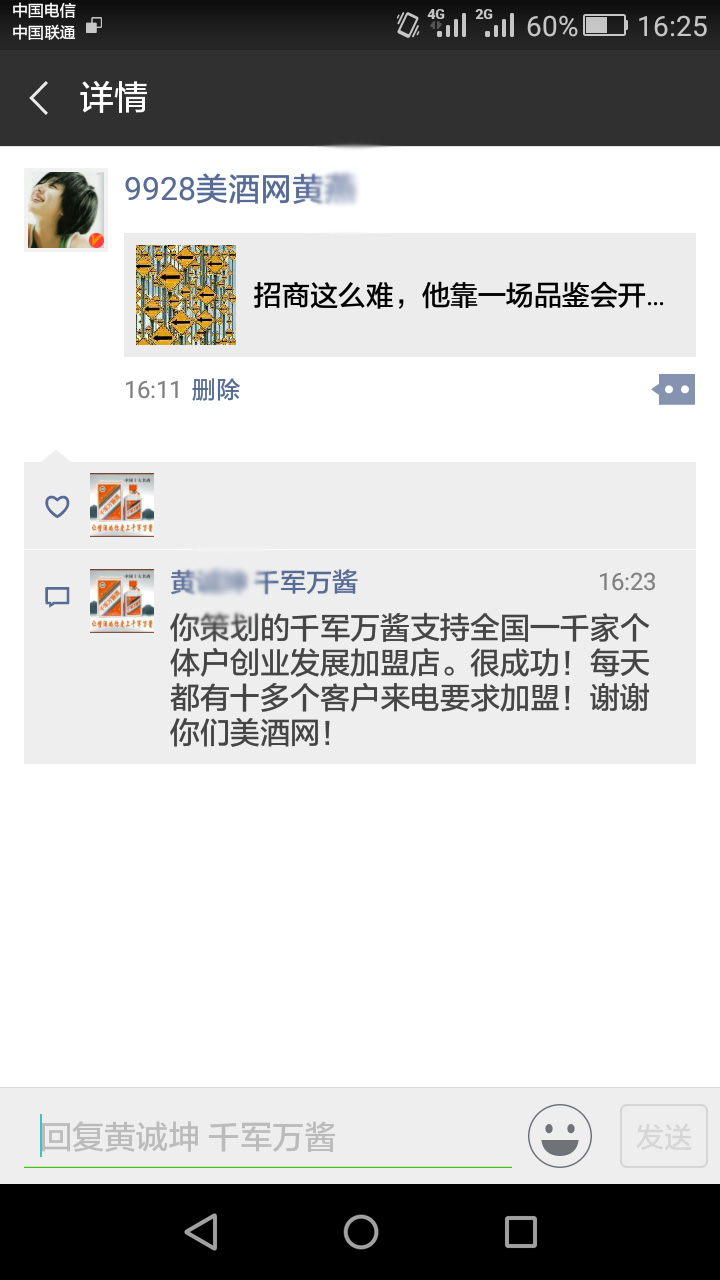 中国电信
中国联通
4G 2G 60% 16:25
详情
9928美酒网黄
招商这么难，他靠一场品鉴会开...
16:11 删除
黄 千军万酱 16:23
你策划的千军万酱支持全国一千家个
体户创业发展加盟店。很成功！每天
都有十多个客户来电要求加盟！谢谢
你们美酒网！
回复黄诚坤 千军万酱
发送